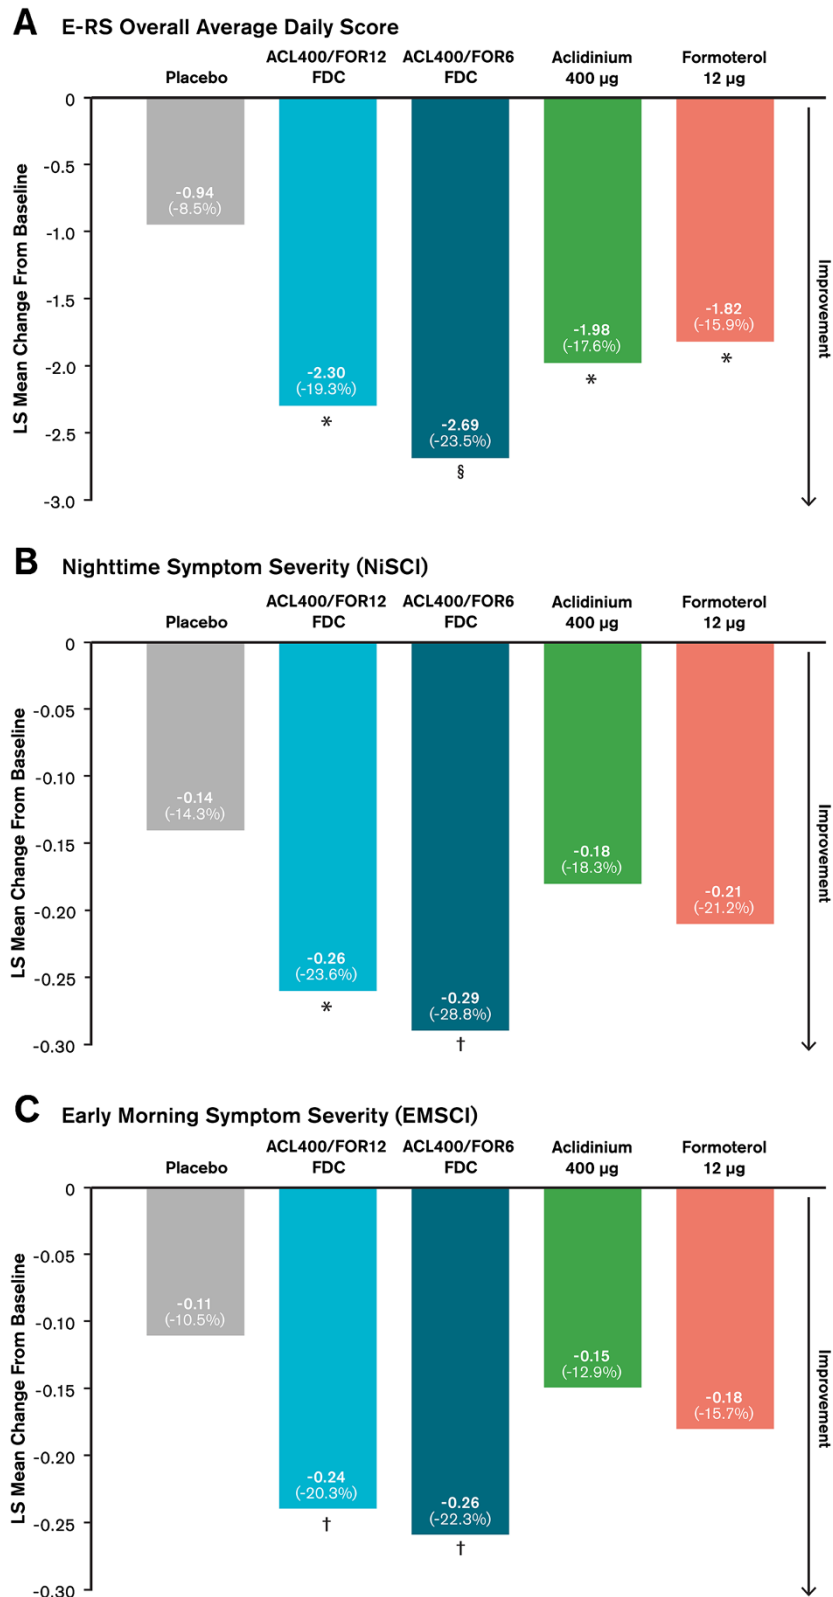 A E-RS Overall Average Daily Score
Placebo
ACL400/FOR12
FDC
ACL400/FOR6
FDC
Aclidinium
400 µg
Formoterol
12 µg
LS Mean Change From Baseline
0
-0.5
-1.0
-1.5
-2.0
-2.5
-3.0
-0.94
(-8.5%)
-2.30
(-19.3%)
*
-2.69
(-23.5%)
§
-1.98
(-17.6%)
*
-1.82
(-15.9%)
*
Improvement
B Nighttime Symptom Severity (NiSCI)
Placebo
ACL400/FOR12
FDC
ACL400/FOR6
FDC
Aclidinium
400 µg
Formoterol
12 µg
LS Mean Change From Baseline
0
-0.05
-0.10
-0.15
-0.20
-0.25
-0.30
-0.14
(-14.3%)
-0.26
(-23.6%)
*
-0.29
(-28.8%)
†
-0.18
(-18.3%)
-0.21
(-21.2%)
Improvement
C Early Morning Symptom Severity (EMSCI)
Placebo
ACL400/FOR12
FDC
ACL400/FOR6
FDC
Aclidinium
400 µg
Formoterol
12 µg
LS Mean Change From Baseline
0
-0.05
-0.10
-0.15
-0.20
-0.25
-0.30
-0.11
(-10.5%)
-0.24
(-20.3%)
†
-0.26
(-22.3%)
†
-0.15
(-12.9%)
-0.18
(-15.7%)
Improvement